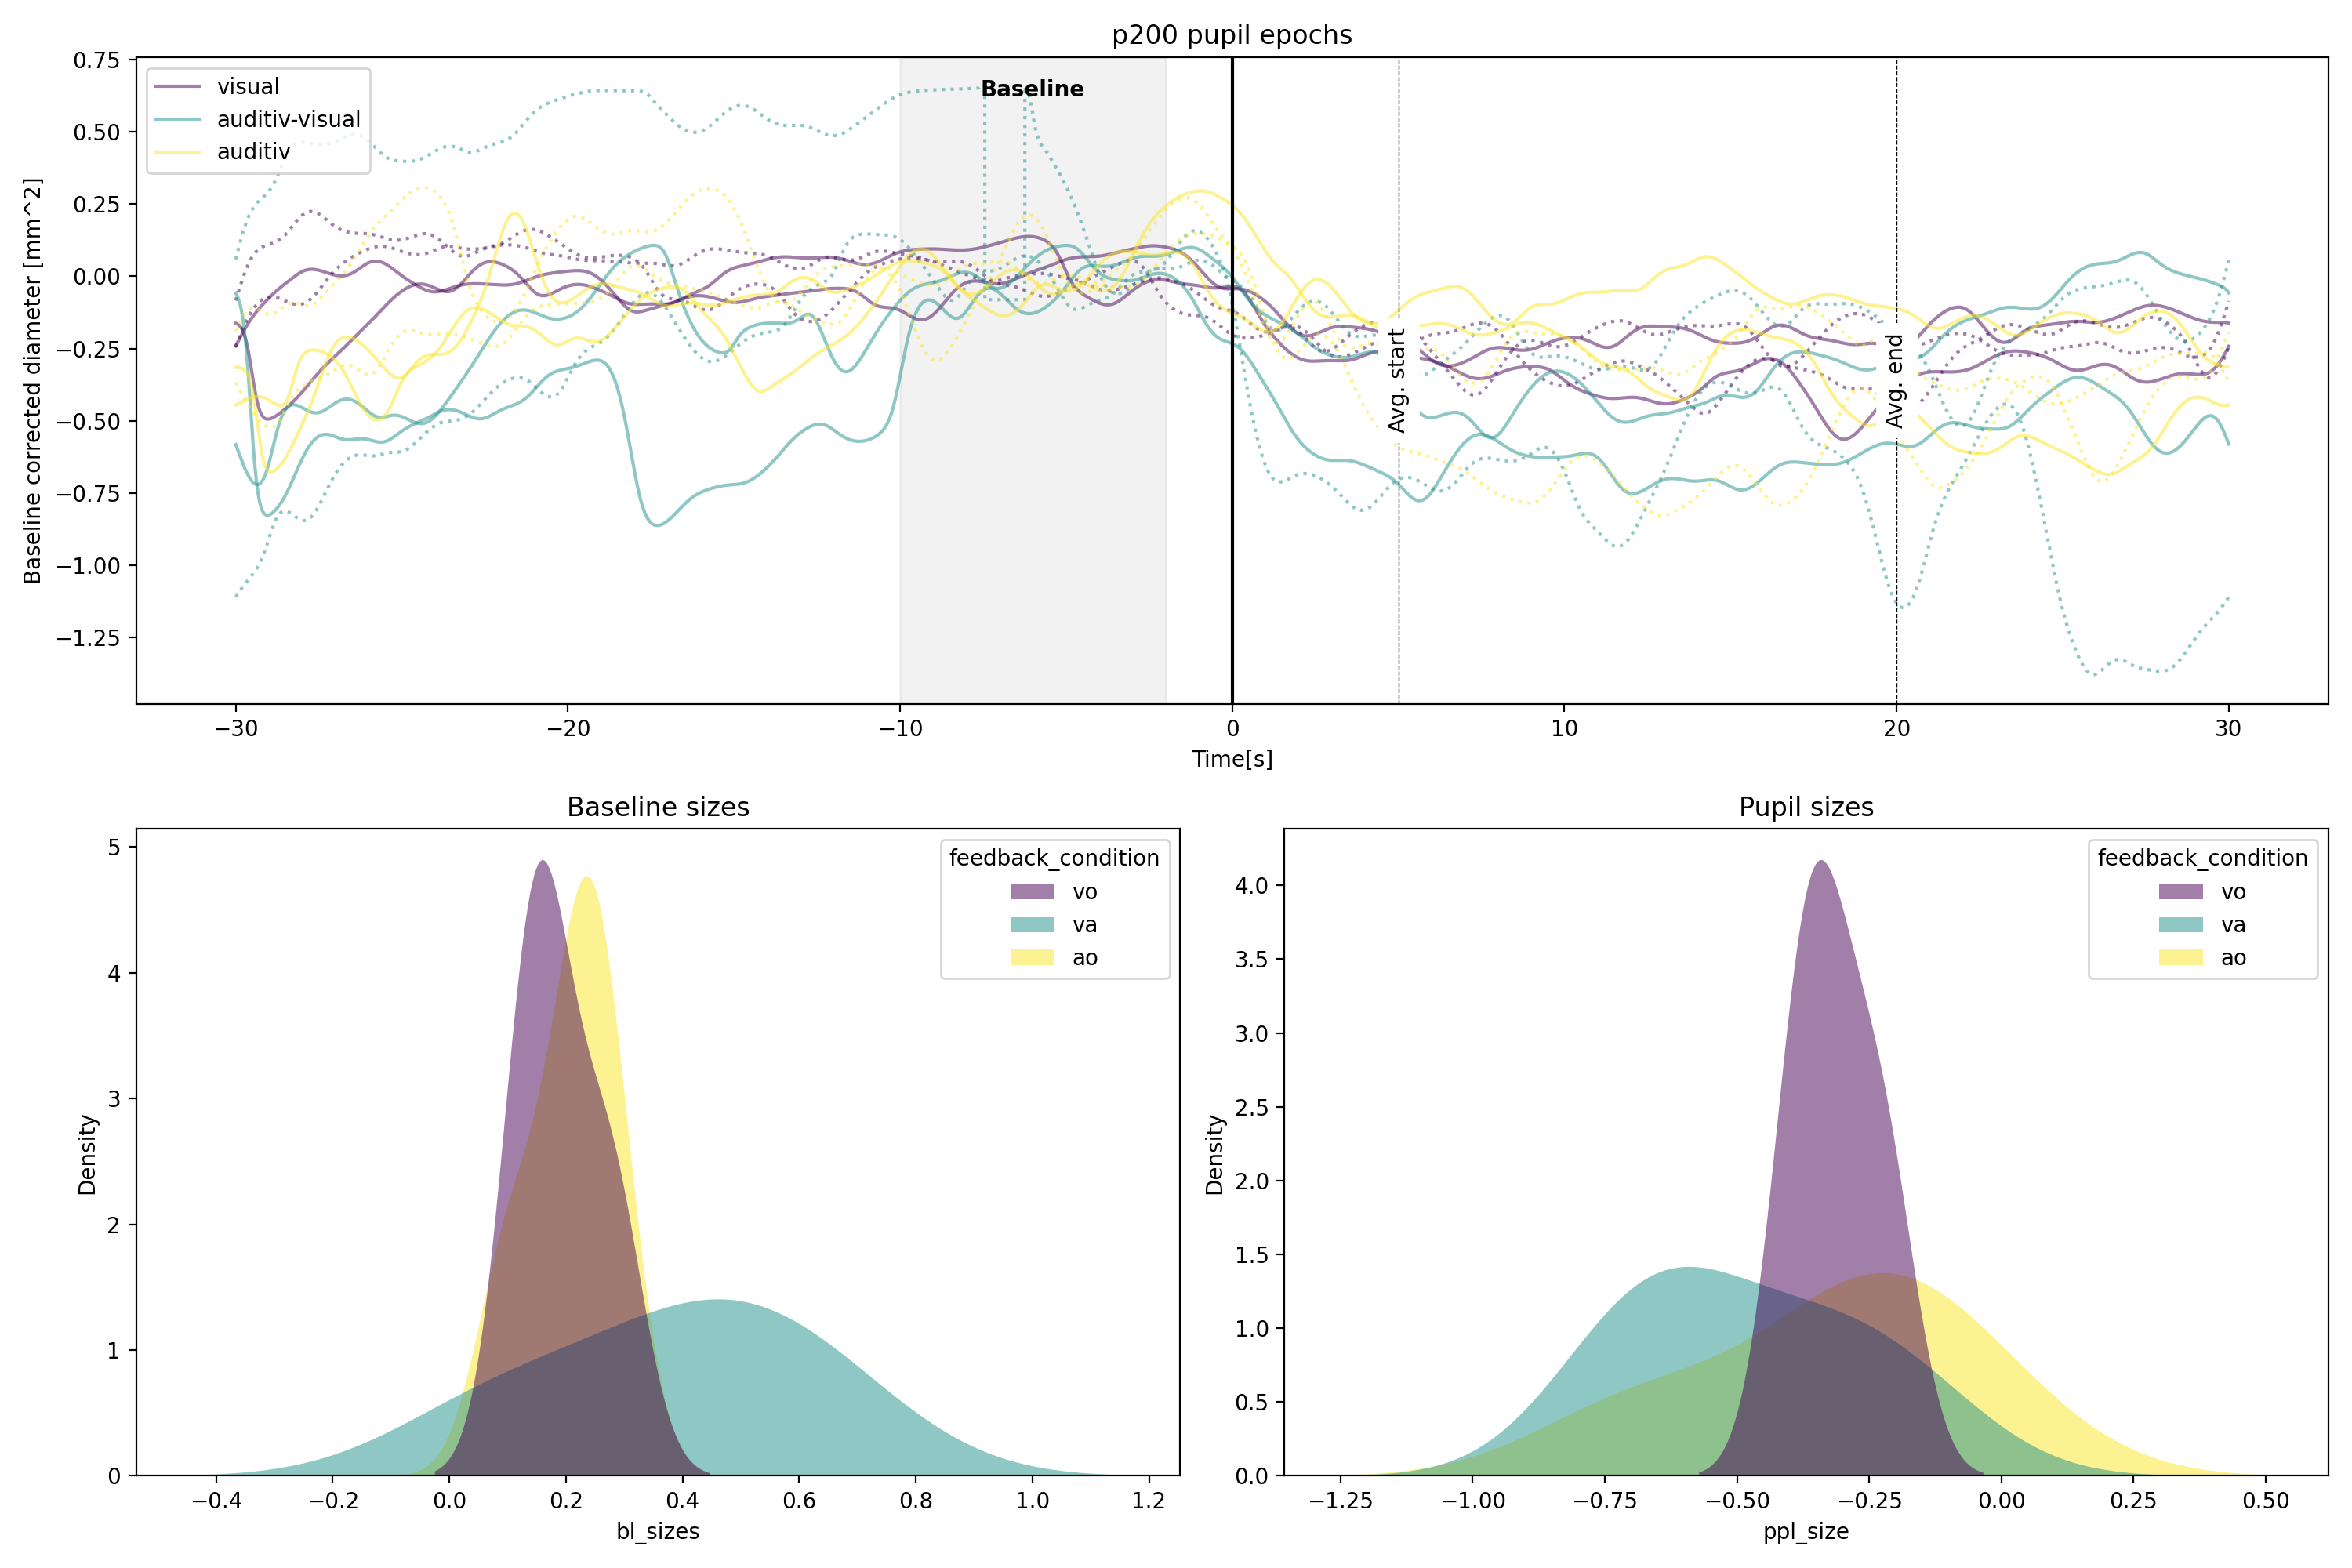 p200 pupil epochs
visual
auditiv-visual
auditiv
Baseline
Avg. start
Avg. end
Baseline corrected diameter [mm^2]
0.75
0.50
0.25
0.00
−0.25
−0.50
−0.75
−1.00
−1.25
−30
−20
−10
0
10
20
30
Time[s]
Baseline sizes
feedback_condition
vo
va
ao
Density
5
4
3
2
1
0
−0.4
−0.2
0.0
0.2
0.4
0.6
0.8
1.0
1.2
bl_sizes
Pupil sizes
feedback_condition
vo
va
ao
Density
4.0
3.5
3.0
2.5
2.0
1.5
1.0
0.5
0.0
−1.25
−1.00
−0.75
−0.50
−0.25
0.00
0.25
0.50
ppl_size